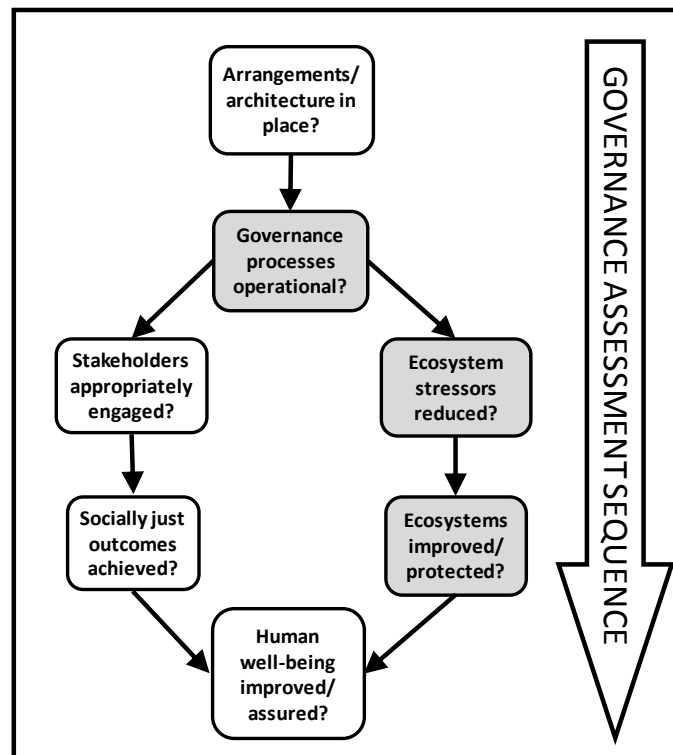 Arrangements/
architecture in
place?
Governance
processes
operational?
Stakeholders
appropriately
engaged?
Ecosystem
stressors
reduced?
Socially just
outcomes
achieved?
Ecosystems
improved/
protected?
Human
well-being
improved/
assured?
GOVERNANCE ASSESSMENT SEQUENCE